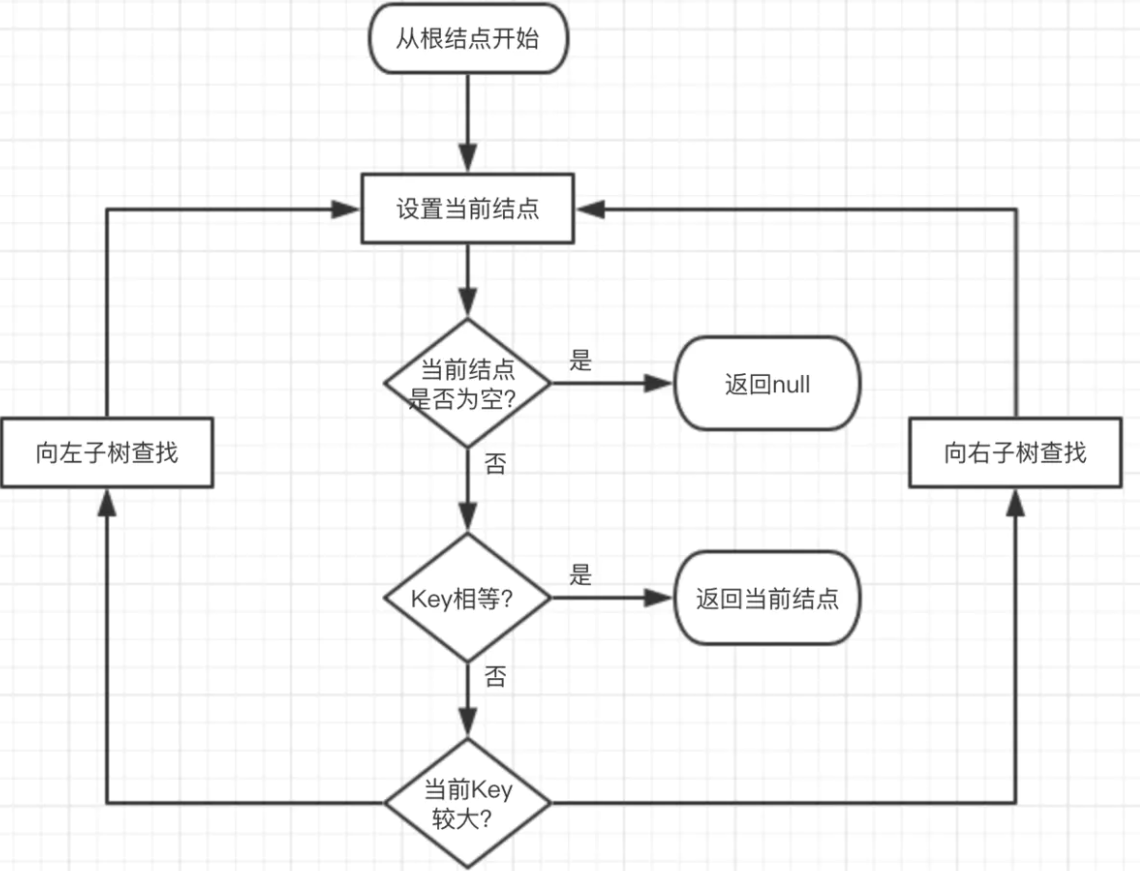 从根结点开始
设置当前结点
当前结点
是否为空?
是
返回null
否
向左子树查找
向右子树查找
Key相等?
是
返回当前结点
否
当前Key
较大?